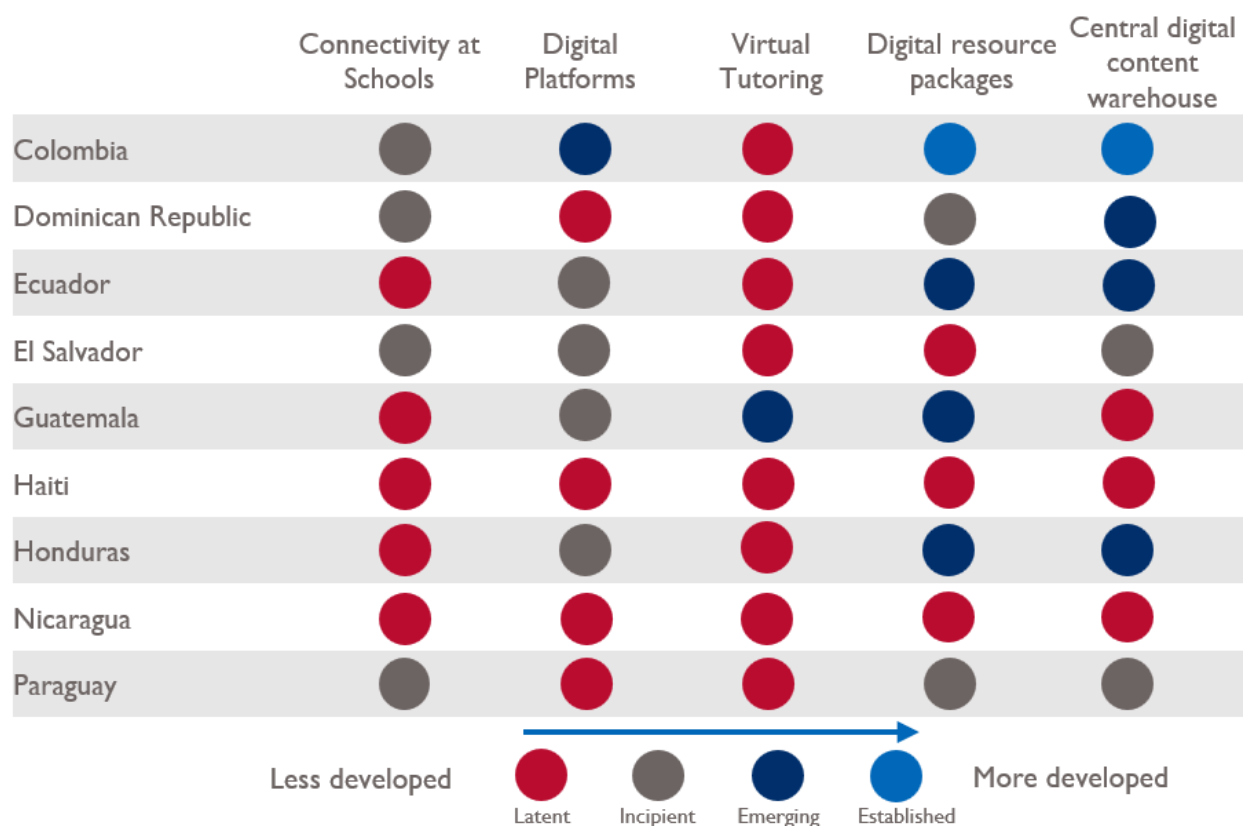 Connectivity at
Schools
Digital
Platforms
Virtual
Tutoring
Digital resource
packages
Central digital
content
warehouse
Colombia
Dominican Republic
Ecuador
El Salvador
Guatemala
Haiti
Honduras
Nicaragua
Paraguay
Less developed
Latent
Incipient
Emerging
Established
More developed